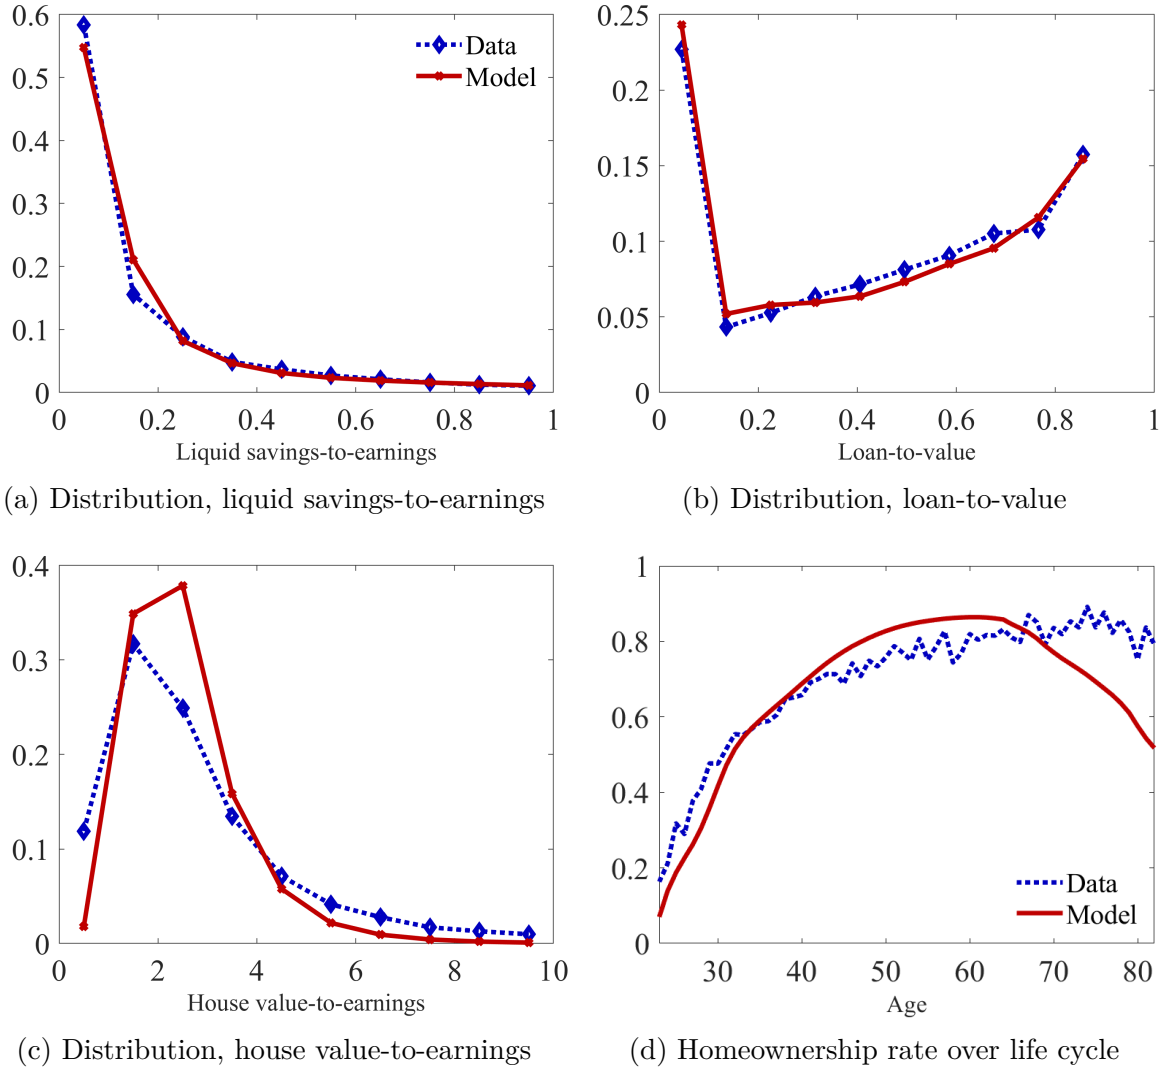 0.6
0.5
0.4
0.3
0.2
0.1
0
0 0.2 0.4 0.6 0.8 1
Data
Model
Liquid savings-to-earnings
(a) Distribution, liquid savings-to-earnings
0.25
0.2
0.15
0.1
0.05
0
0 0.2 0.4 0.6 0.8 1
Loan-to-value
(b) Distribution, loan-to-value
0.4
0.3
0.2
0.1
0
0 2 4 6 8 10
House value-to-earnings
(c) Distribution, house value-to-earnings
1
0.8
0.6
0.4
0.2
0
30 40 50 60 70 80
Data
Model
Age
(d) Homeownership rate over life cycle